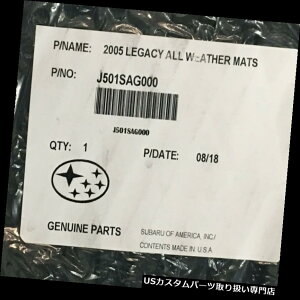 P/NAME: 2005 LEGACY ALL WEATHER MATS
P/NO: J501SAG000
J501SAG000
QTY: 1 P/DATE: 08/18
GENUINE PARTS
SUBARU OF AMERICA, INC./
CONTENTS MADE IN U.S.A
USカスタムパーツ取り扱い専門店